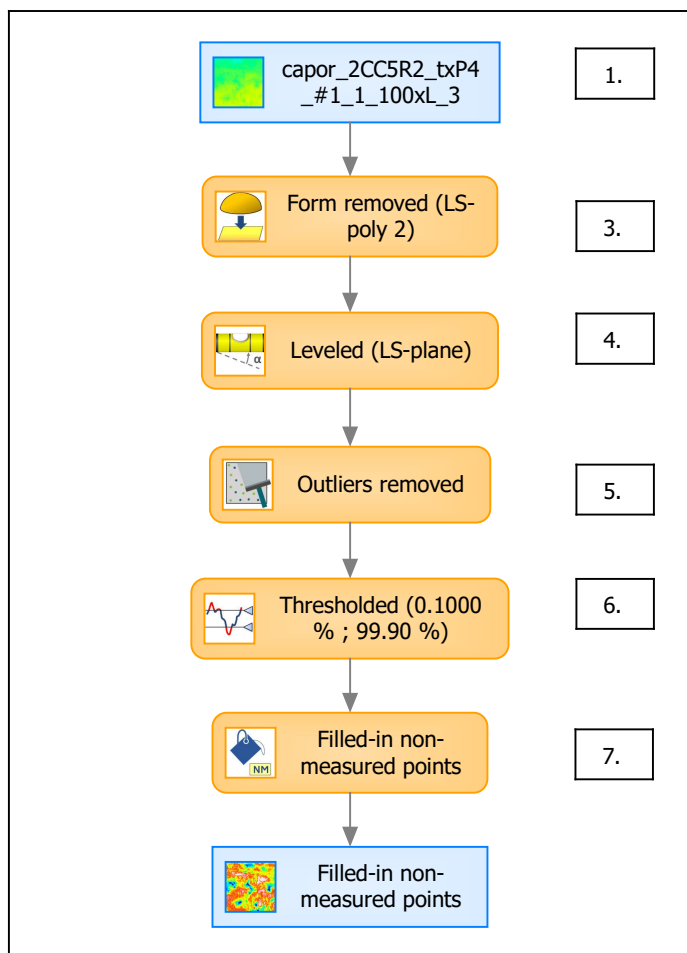 capor_2CC5R2_txP4
_#1_1_100xL_3
1.
Form removed (LS-
poly 2)
3.
α
Leveled (LS-plane)
4.
Outliers removed
5.
Thresholded (0.1000
% ; 99.90 %)
6.
NM
Filled-in non-
measured points
7.
Filled-in non-
measured points